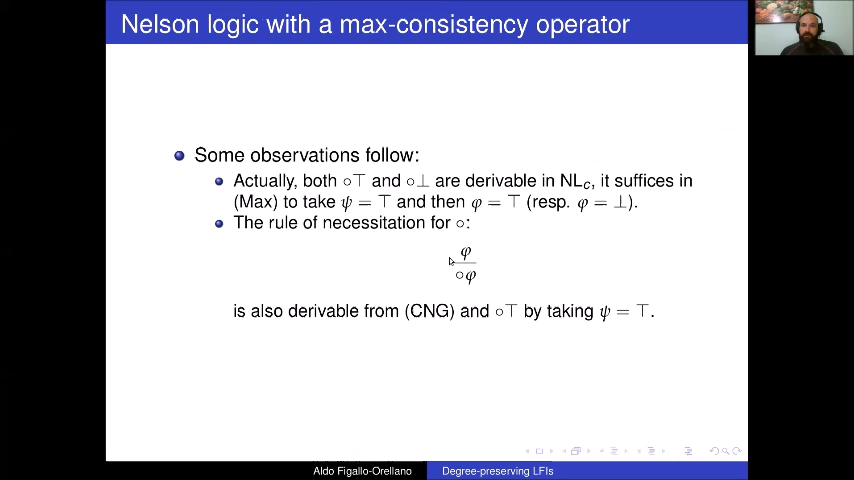 Nelson logic with a max-consistency operator
Some observations follow:
Actually, both ○⊤ and ○⊥ are derivable in NL𝑐, it suffices in
(Max) to take ψ = ⊤ and then φ = ⊤ (resp. φ = ⊥).
The rule of necessitation for ○:
φ
○φ
is also derivable from (CNG) and ○⊤ by taking ψ = ⊤.
Aldo Figallo-Orellano Degree-preserving LFIs